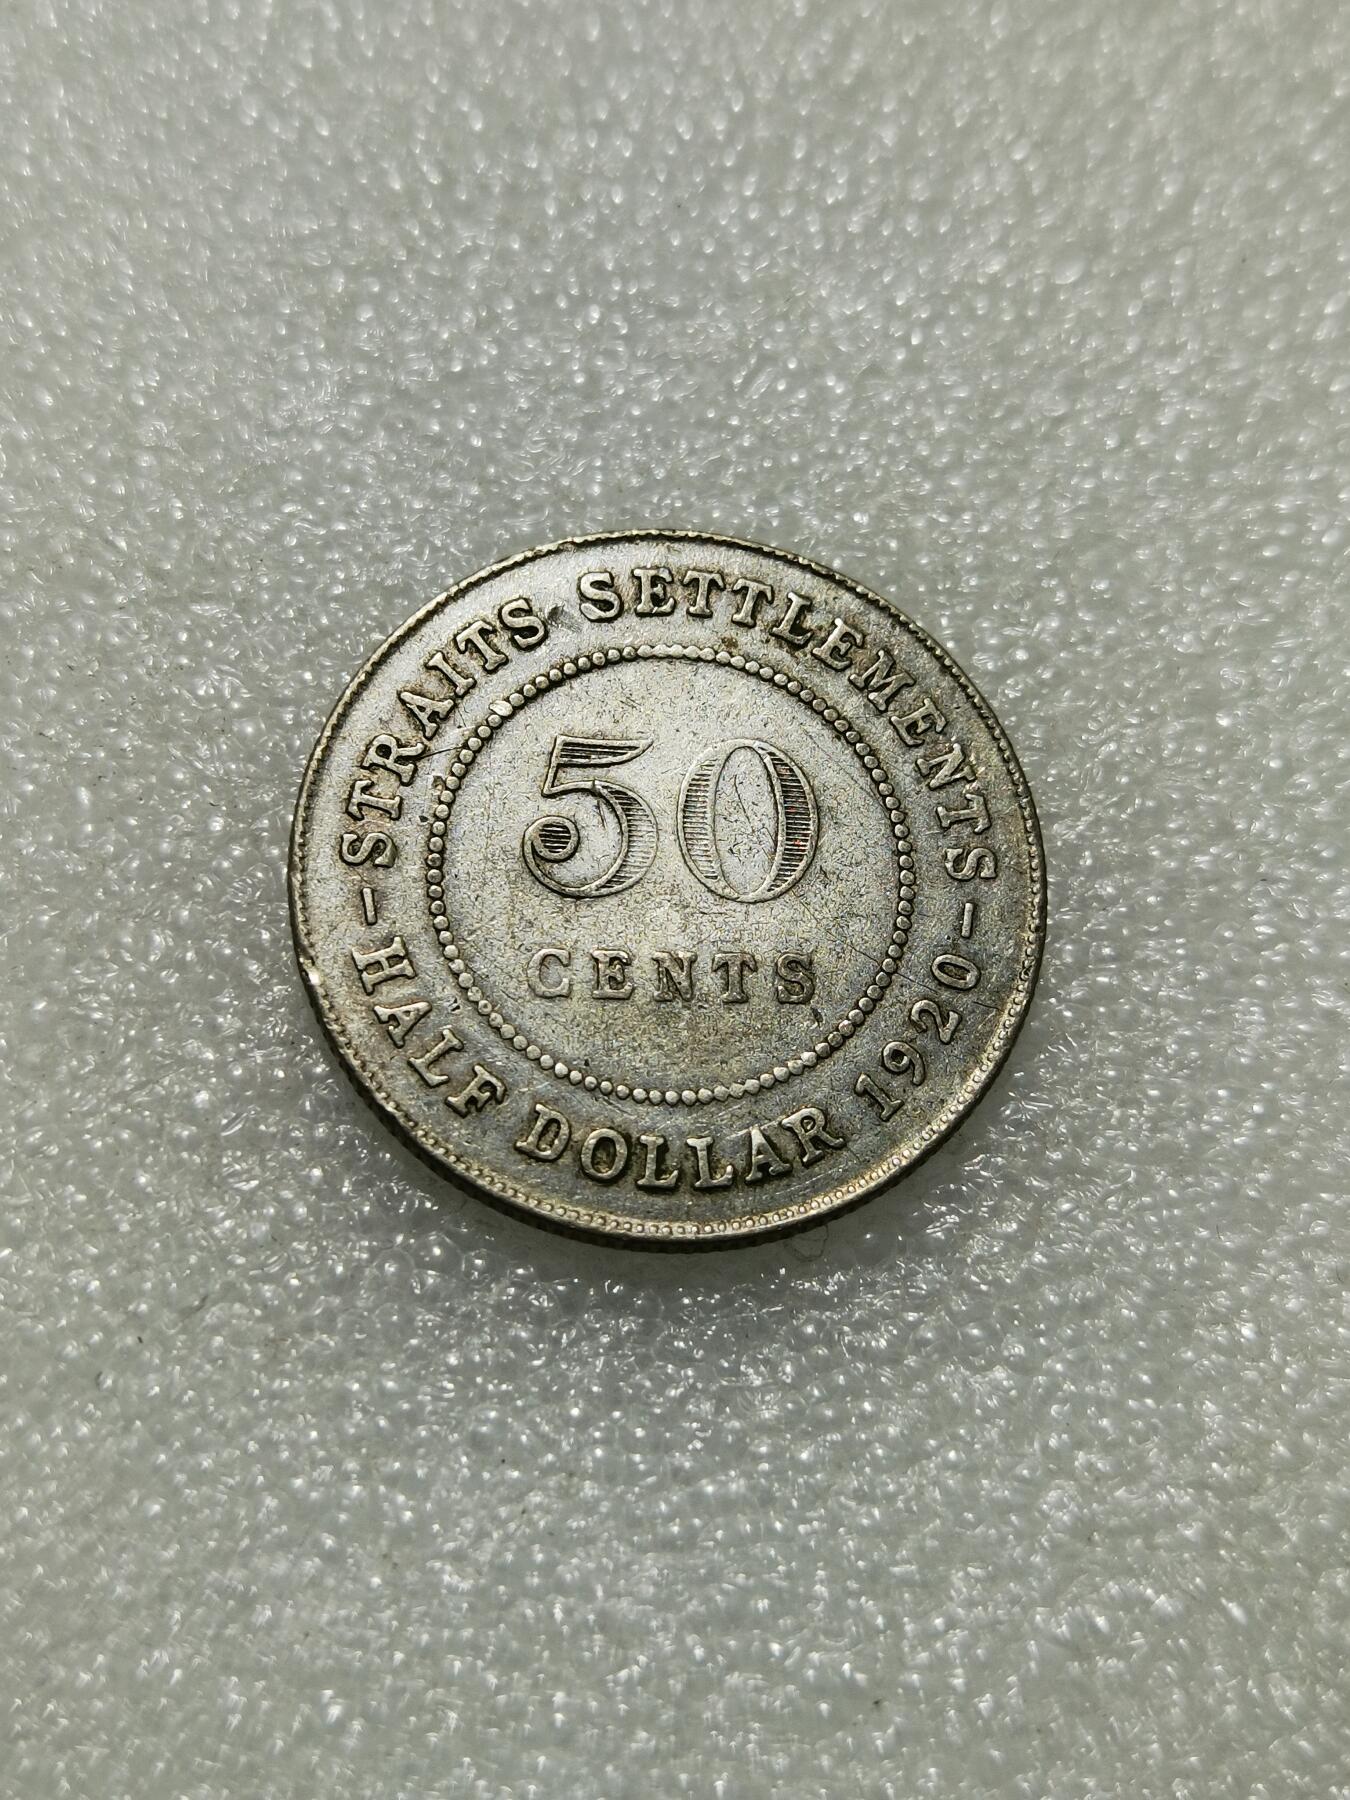 STRAITS SETTLEMENTS
50
CENTS
HALF DOLLAR 1920